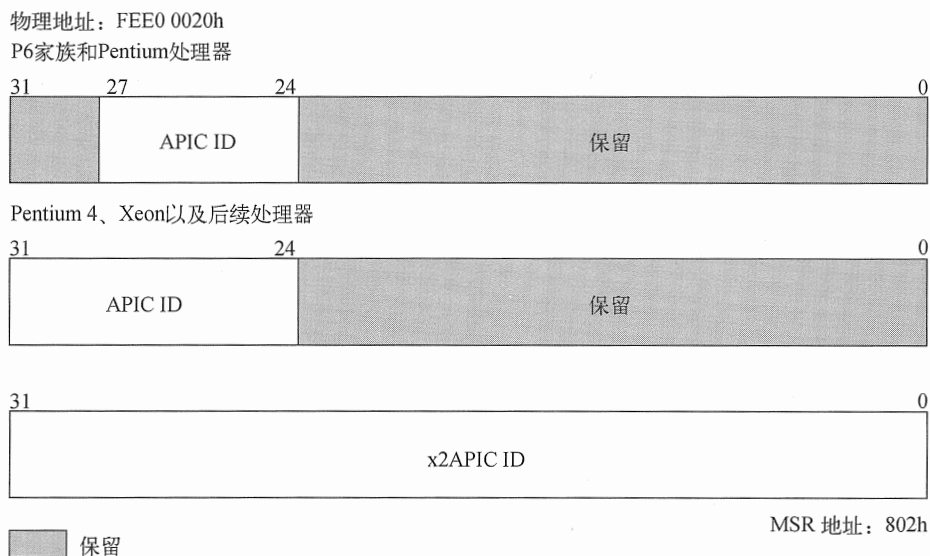 物理地址：FEE0 0020h
P6家族和Pentium处理器
31 27 24 0
APIC ID 保留
Pentium 4、Xeon以及后续处理器
31 24 0
APIC ID 保留
31 0
x2APIC ID
MSR 地址：802h
保留